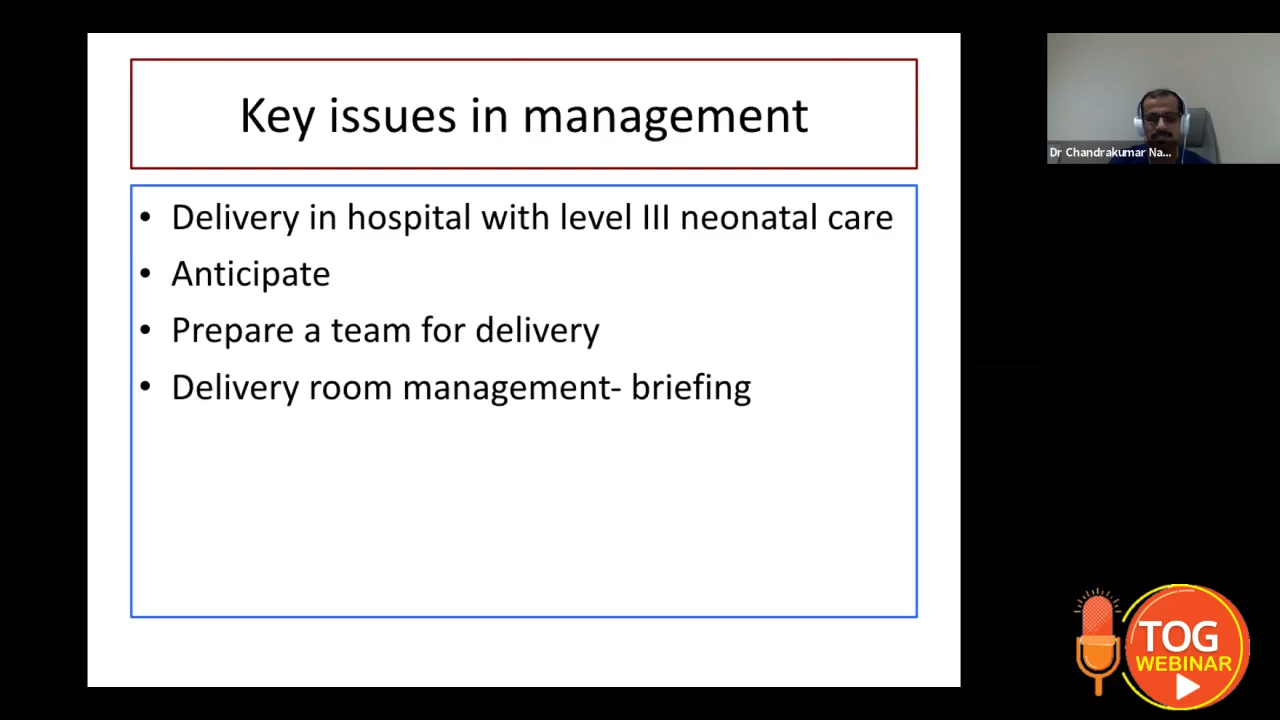 Key issues in management
• Delivery in hospital with level III neonatal care
• Anticipate
• Prepare a team for delivery
• Delivery room management- briefing
Dr Chandrakumar Na...
TOG
WEBINAR